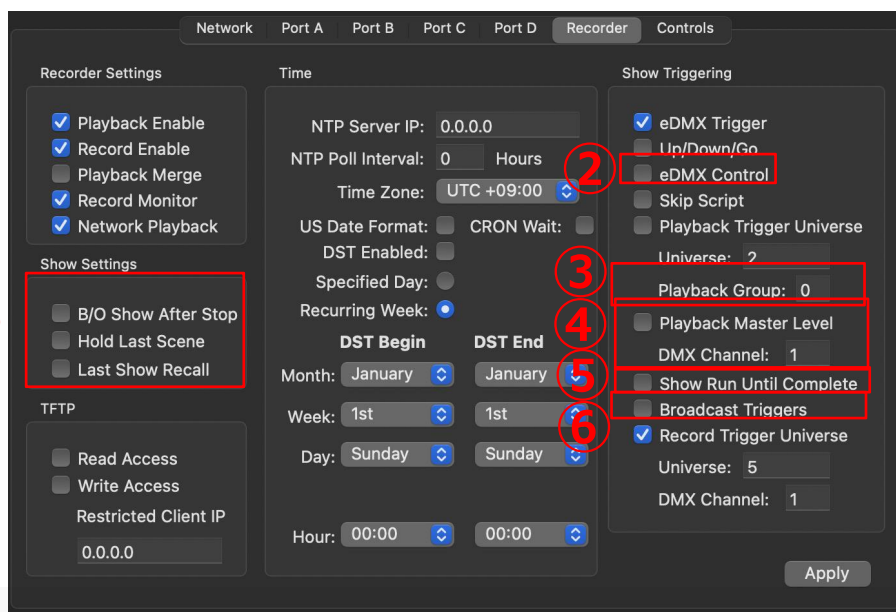 Network Port A Port B Port C Port D Recorder Controls
Recorder Settings
Playback Enable
Record Enable
Playback Merge
Record Monitor
Network Playback
Show Settings
B/O Show After Stop
Hold Last Scene
Last Show Recall
TFTP
Read Access
Write Access
Restricted Client IP
0.0.0.0
Time
NTP Server IP: 0.0.0.0
NTP Poll Interval: 0 Hours
Time Zone: UTC +09:00
US Date Format: CRON Wait:
DST Enabled:
Specified Day:
Recurring Week:
DST Begin DST End
Month: January January
Week: 1st 1st
Day: Sunday Sunday
Hour: 00:00 00:00
Show Triggering
eDMX Trigger
Up/Down/Go
② eDMX Control
Skip Script
Playback Trigger Universe
Universe: 2
③ Playback Group: 0
④ Playback Master Level
DMX Channel: 1
⑤ Show Run Until Complete
⑥ Broadcast Triggers
Record Trigger Universe
Universe: 5
DMX Channel: 1
Apply